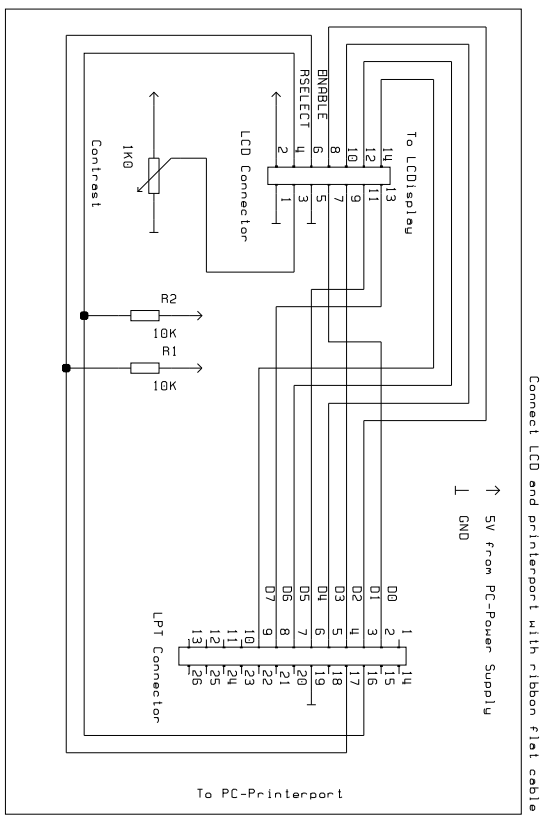 Connect LCD and printerport with ribbon flat cable
5V from PC-Power Supply
GND
To LCDisplay
LCD Connector
ENABLE
RSELECT
14
12
10
8
6
4
2
13
11
9
7
5
3
1
1K0
Contrast
R2
10K
R1
10K
D0
D1
D2
D3
D4
D5
D6
D7
1
2
3
4
5
6
7
8
9
10
11
12
13
14
15
16
17
18
19
20
21
22
23
24
25
26
LPT Connector
To PC-Printerport